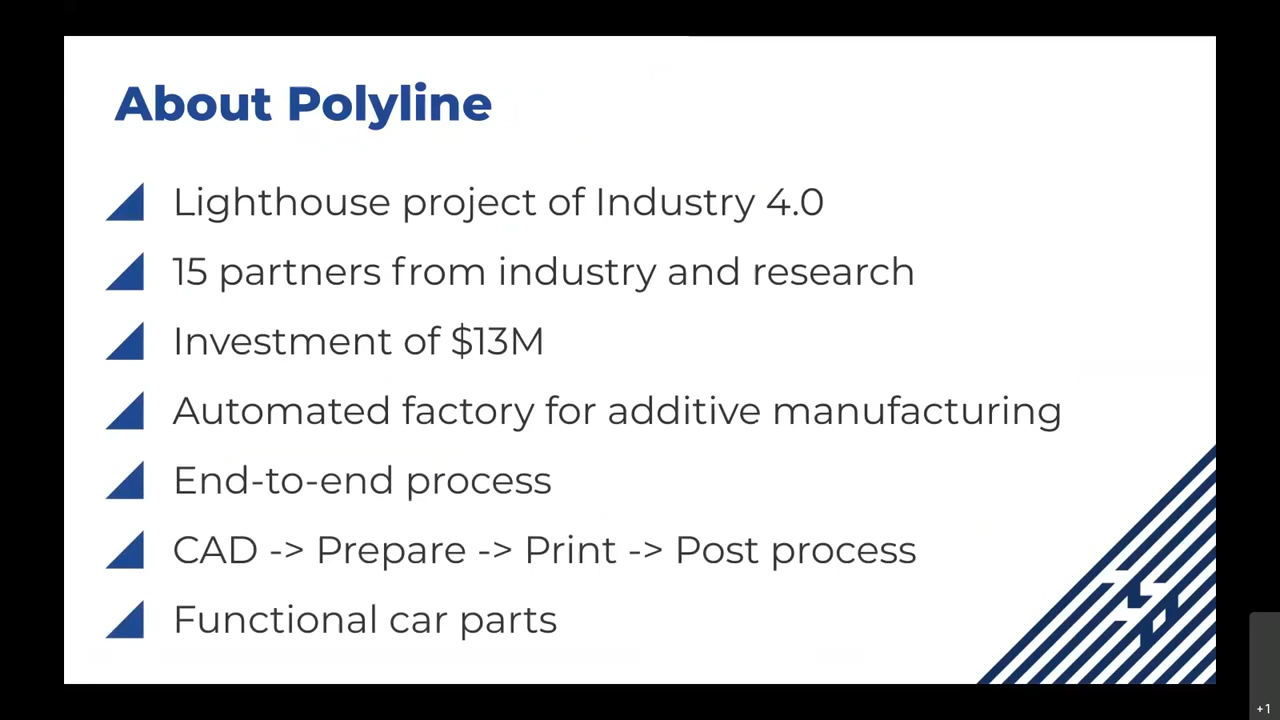 About Polyline
Lighthouse project of Industry 4.0
15 partners from industry and research
Investment of $13M
Automated factory for additive manufacturing
End-to-end process
CAD -> Prepare -> Print -> Post process
Functional car parts
+1